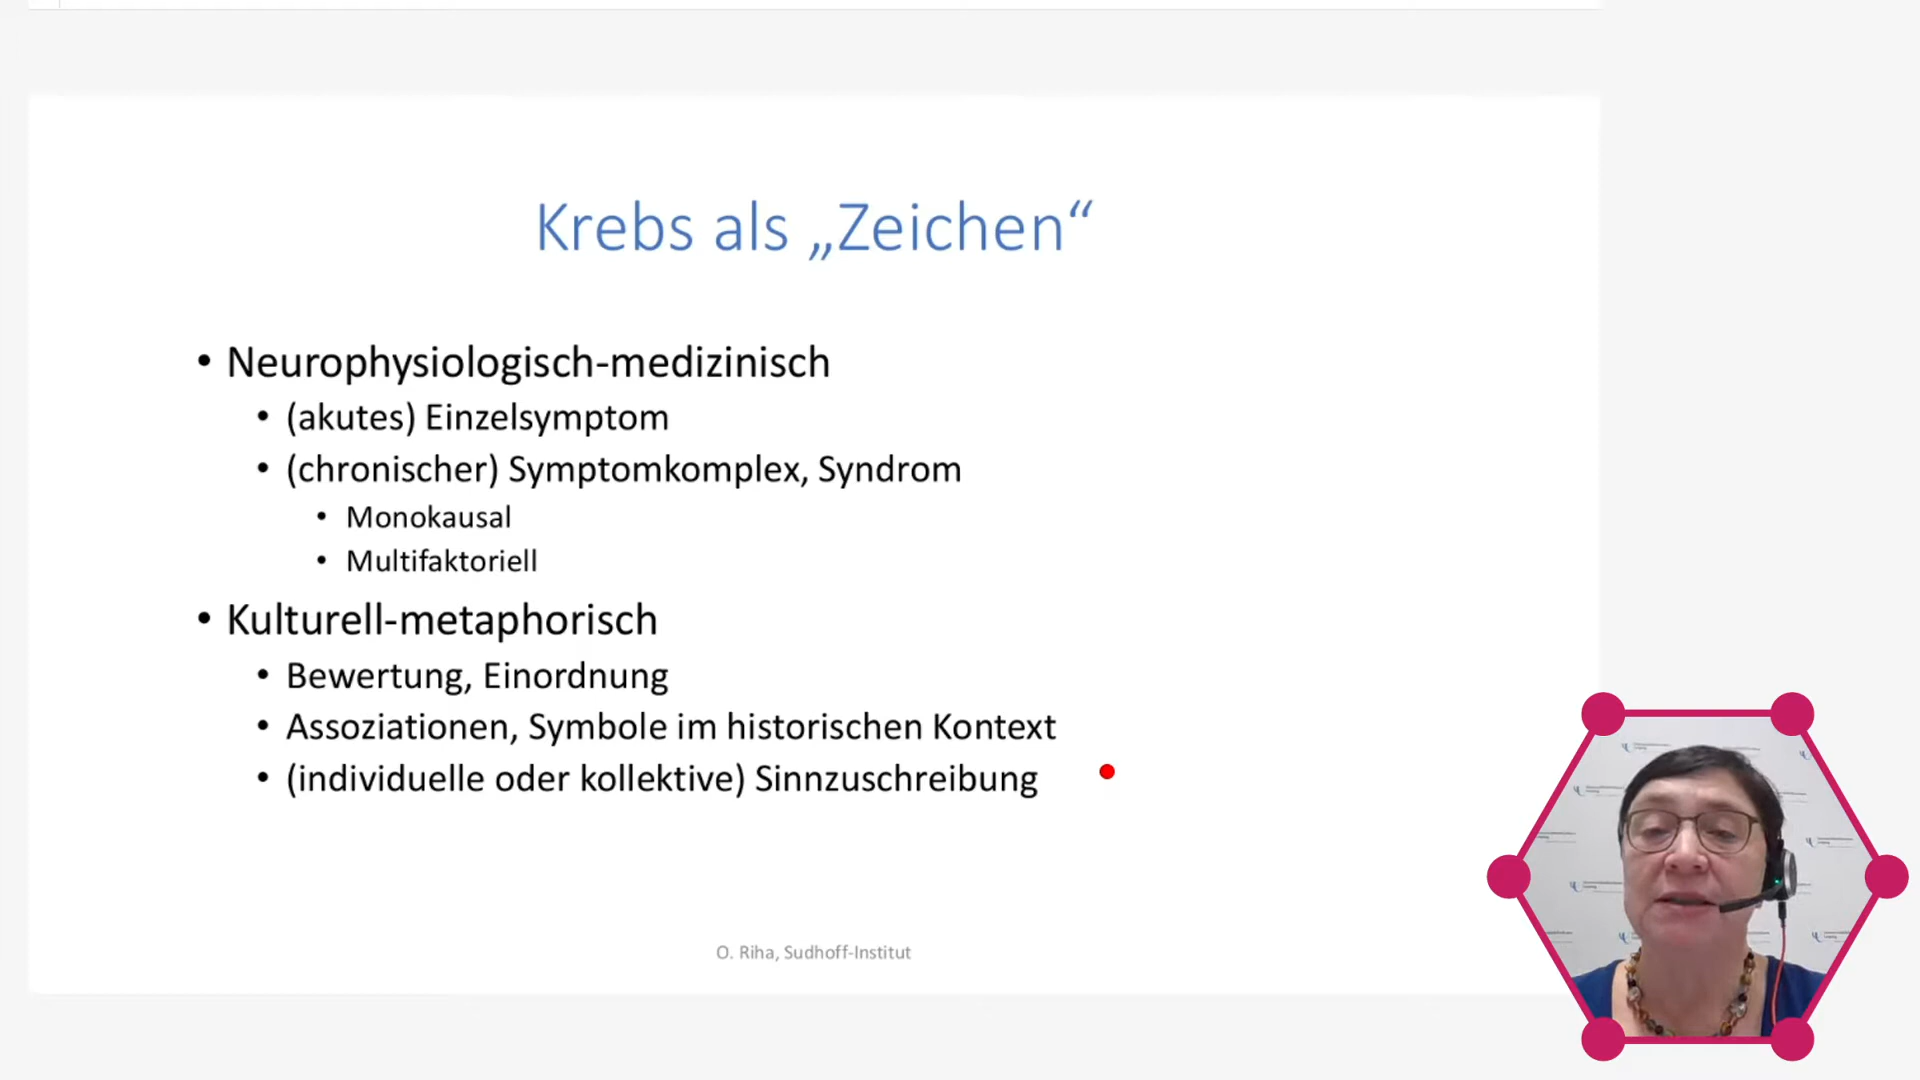 Krebs als „Zeichen“
• Neurophysiologisch-medizinisch
• (akutes) Einzelsymptom
• (chronischer) Symptomkomplex, Syndrom
• Monokausal
• Multifaktoriell
• Kulturell-metaphorisch
• Bewertung, Einordnung
• Assoziationen, Symbole im historischen Kontext
• (individuelle oder kollektive) Sinnzuschreibung
O. Riha, Sudhoff-Institut